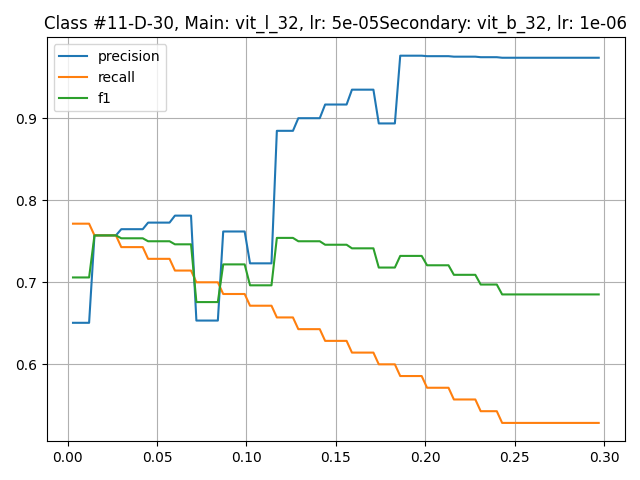 Class #11-D-30, Main: vit_l_32, lr: 5e-05Secondary: vit_b_32, lr: 1e-06
precision
recall
f1
0.9
0.8
0.7
0.6
0.00 0.05 0.10 0.15 0.20 0.25 0.30